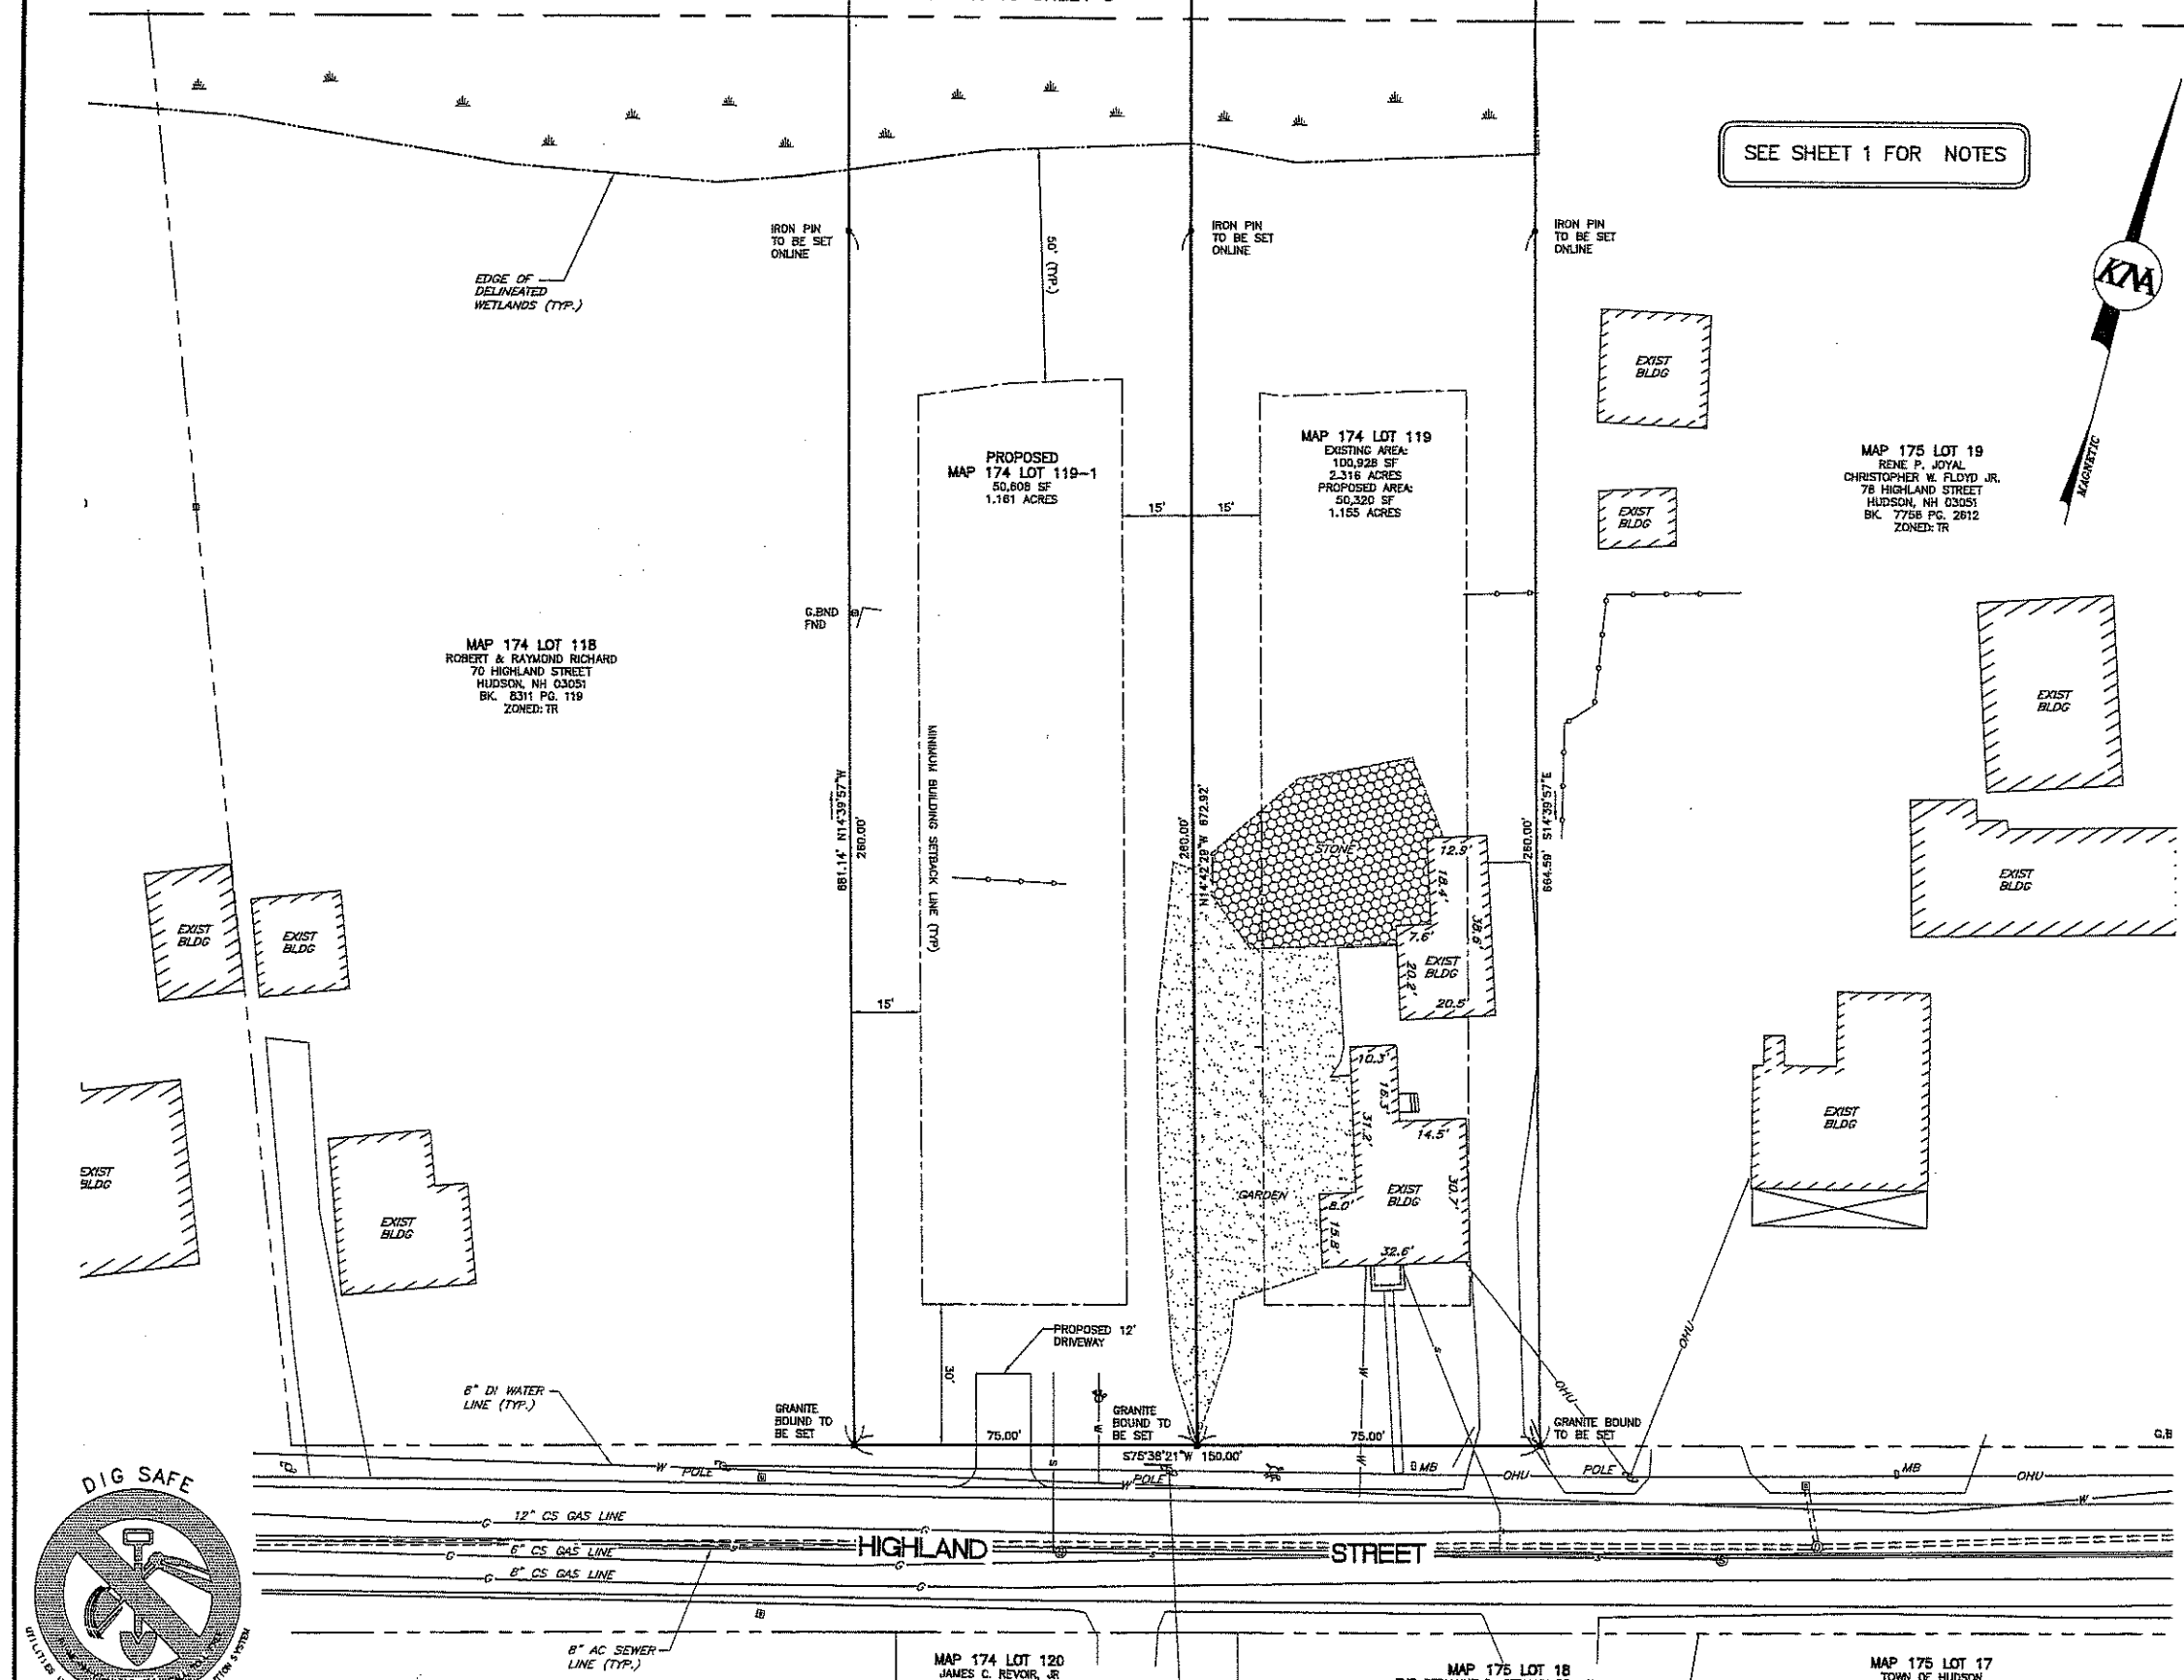 SEE SHEET 1 FOR NOTES
KNA
MAGNETIC
IRON PIN
TO BE SET
ONLINE
IRON PIN
TO BE SET
ONLINE
IRON PIN
TO BE SET
ONLINE
50' (TYP.)
EDGE OF
DELINEATED
WETLANDS (TYP.)
EXIST
BLDG
PROPOSED
MAP 174 LOT 119-1
50,608 SF
1.161 ACRES
MAP 174 LOT 119
EXISTING AREA:
100,928 SF
2.316 ACRES
PROPOSED AREA:
50,320 SF
1.155 ACRES
MAP 175 LOT 19
RENE P. JOYAL
CHRISTOPHER W. FLOYD JR.
78 HIGHLAND STREET
HUDSON, NH 03051
BK. 7758 PG. 2612
ZONED: TR
15'
15'
EXIST
BLDG
G.BND
FND
MAP 174 LOT 118
ROBERT & RAYMOND RICHARD
70 HIGHLAND STREET
HUDSON, NH 03051
BK. 8311 PG. 119
ZONED: TR
EXIST
BLDG
MINIMUM BUILDING SETBACK LINE (TYP)
681.14' N14°39'57"W
260.00'
260.00'
N14°42'29"W 672.92'
260.00'
664.59' S14°39'57"E
STONE
12.9'
18.4'
38.6'
7.6'
EXIST
BLDG
20.2'
20.5'
EXIST
BLDG
EXIST
BLDG
EXIST
BLDG
15'
10.3'
16.3'
31.2'
14.5'
EXIST
BLDG
30.7'
GARDEN
8.0'
15.8'
32.6'
EXIST
BLDG
EXIST
BLDG
EXIST
BLDG
PROPOSED 12'
DRIVEWAY
30'
OHU
OHU
W
S
W
S
W
6" DI WATER
LINE (TYP.)
GRANITE
BOUND TO
BE SET
GRANITE
BOUND TO
BE SET
GRANITE BOUND
TO BE SET
75.00'
75.00'
S75°38'21"W 150.00'
W
POLE
W
POLE
MB
OHU
POLE
MB
OHU
W
DIG SAFE
12" CS GAS LINE
G
G
6" CS GAS LINE
G
G
8" CS GAS LINE
G
G
S
S
S
HIGHLAND STREET
8" AC SEWER
LINE (TYP.)
MAP 174 LOT 120
JAMES C. REVOIR, JR
MAP 175 LOT 18
MAP 175 LOT 17
TOWN OF HUDSON